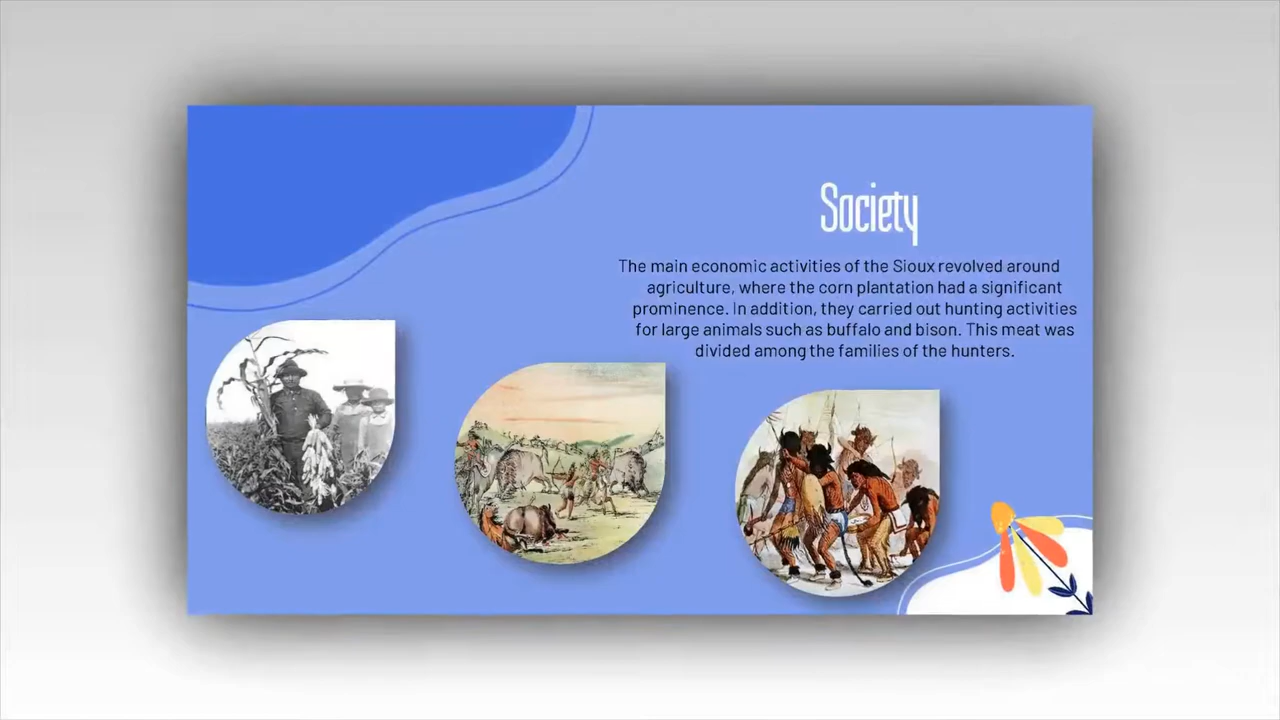 Society
The main economic activities of the Sioux revolved around
agriculture, where the corn plantation had a significant
prominence. In addition, they carried out hunting activities
for large animals such as buffalo and bison. This meat was
divided among the families of the hunters.